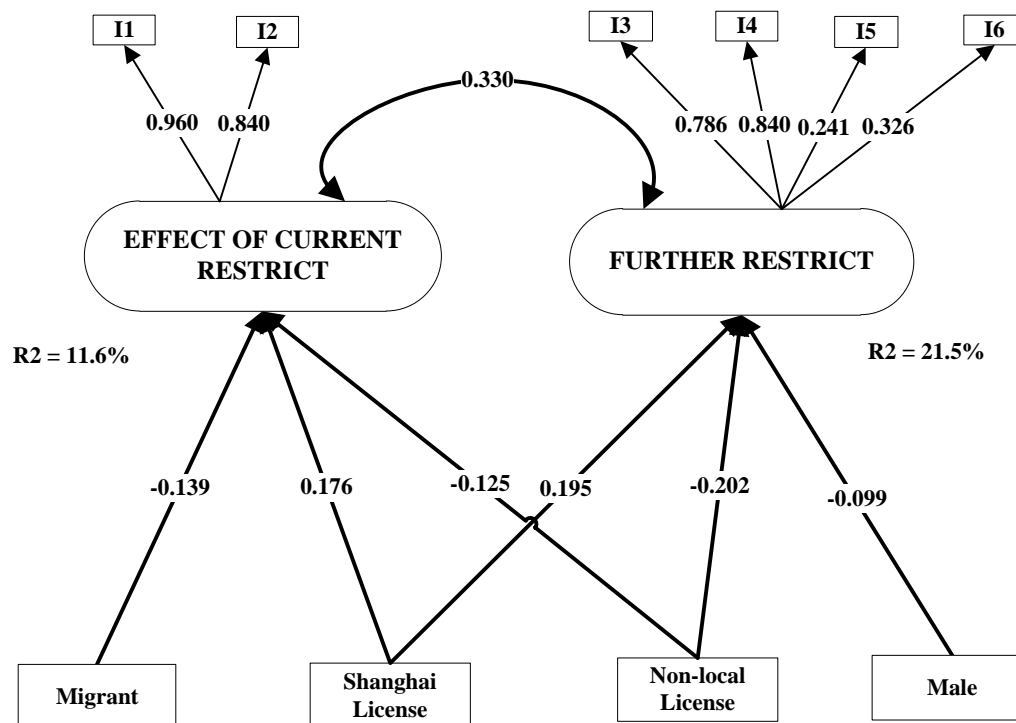 I1
I2
I3
I4
I5
I6
0.330
0.960
0.840
0.786
0.840
0.241
0.326
EFFECT OF CURRENT
RESTRICT
FURTHER RESTRICT
R2 = 11.6%
R2 = 21.5%
-0.139
0.176
-0.125
0.195
-0.202
-0.099
Migrant
Shanghai
License
Non-local
License
Male